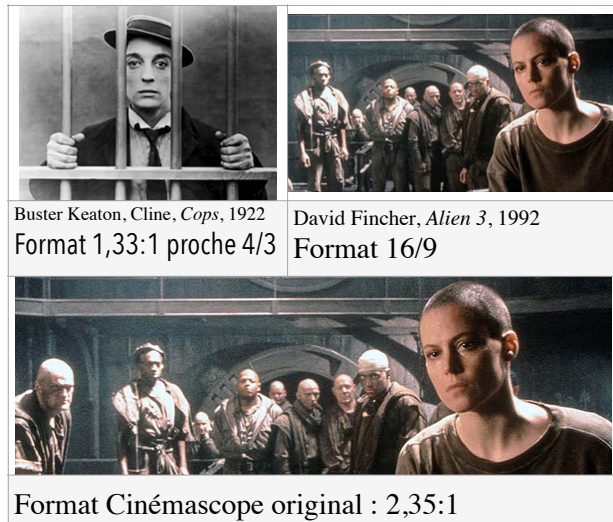 Buster Keaton, Cline, Cops, 1922
Format 1,33:1 proche 4/3
David Fincher, Alien 3, 1992
Format 16/9
Format Cinémascope original : 2,35:1